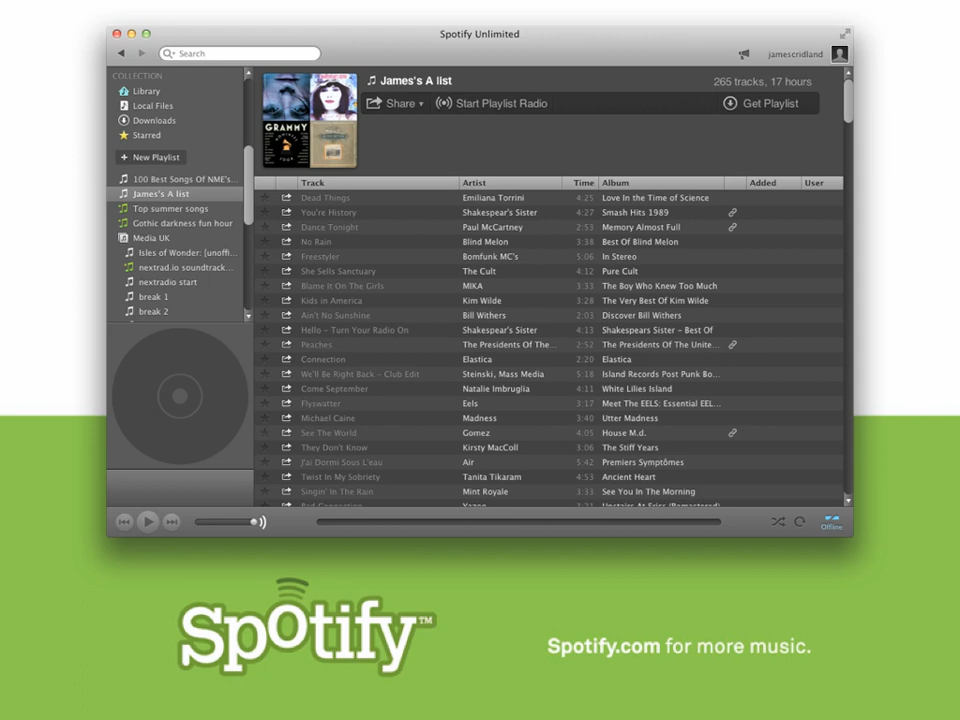 Spotify Unlimited
Search
jamescridland
COLLECTION
Library
Local Files
Downloads
Starred
New Playlist
100 Best Songs Of NME's...
James's A list
Top summer songs
Gothic darkness fun hour
Media UK
Isles of Wonder: [unoffi...
nextrad.io soundtrack...
nextradio start
break 1
break 2
GRAMMY
James's A list
265 tracks, 17 hours
Share
Start Playlist Radio
Get Playlist
Track Artist Time Album Added User
Dead Things Emiliana Torrini 4:25 Love In the Time of Science
You're History Shakespear's Sister 4:27 Smash Hits 1989
Dance Tonight Paul McCartney 2:53 Memory Almost Full
No Rain Blind Melon 3:38 Best Of Blind Melon
Freestyler Bomfunk MC's 5:06 In Stereo
She Sells Sanctuary The Cult 4:12 Pure Cult
Blame It On The Girls MIKA 3:33 The Boy Who Knew Too Much
Kids in America Kim Wilde 3:28 The Very Best Of Kim Wilde
Ain't No Sunshine Bill Withers 2:03 Discover Bill Withers
Hello – Turn Your Radio On Shakespear's Sister 4:13 Shakespears Sister – Best Of
Peaches The Presidents Of The... 2:52 The Presidents Of The Unite...
Connection Elastica 2:20 Elastica
We'll Be Right Back – Club Edit Steinski, Mass Media 5:18 Island Records Post Punk Bo...
Come September Natalie Imbruglia 4:11 White Lilies Island
Flyswatter Eels 3:17 Meet The EELS: Essential EEL...
Michael Caine Madness 3:40 Utter Madness
See The World Gomez 4:05 House M.d.
They Don't Know Kirsty MacColl 3:06 The Stiff Years
J'ai Dormi Sous L'eau Air 5:42 Premiers Symptômes
Twist In My Sobriety Tanita Tikaram 4:53 Ancient Heart
Singin' In The Rain Mint Royale 3:33 See You In The Morning
Offline
Spotify™
Spotify.com for more music.